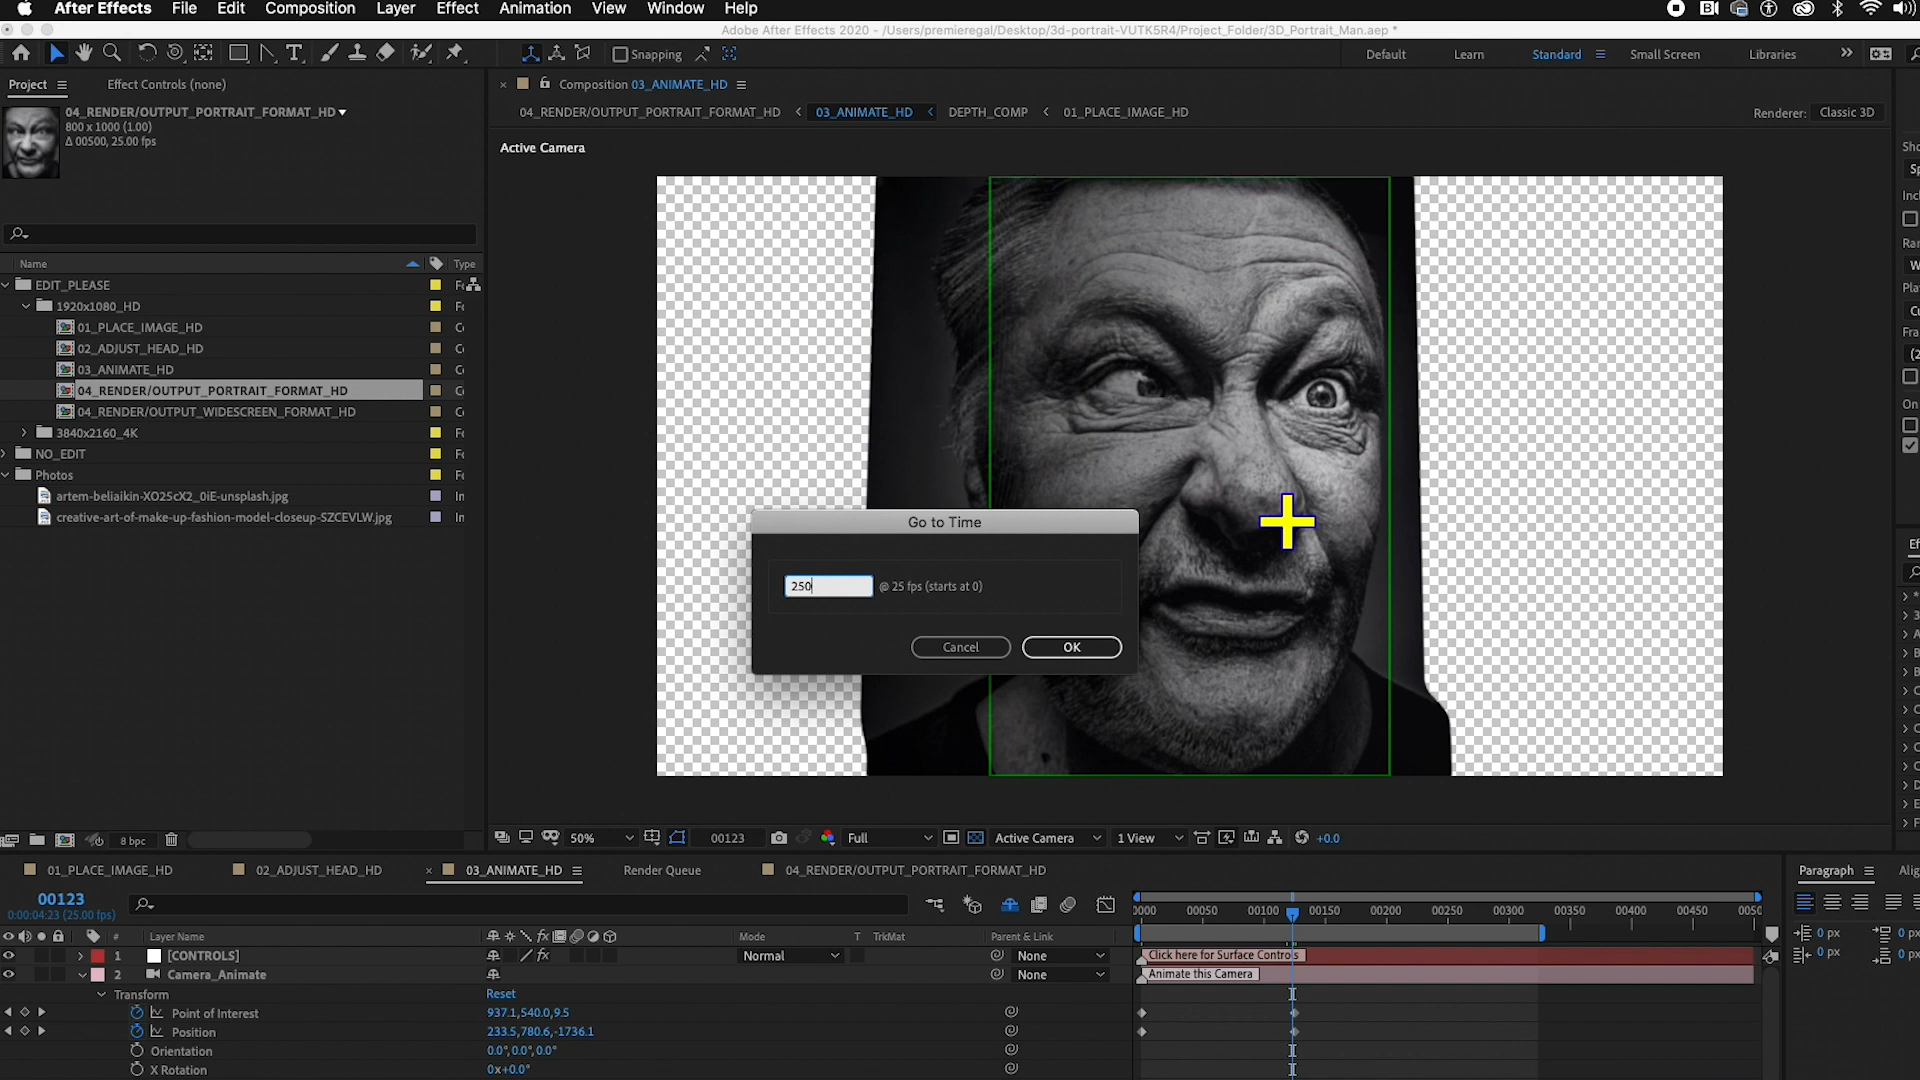 After Effects File Edit Composition Layer Effect Animation View Window Help
Adobe After Effects 2020 - /Users/premieregal/Desktop/3d-portrait-VUTK5R4/Project_Folder/3D_Portrait_Man.aep *
Snapping Default Learn Standard Small Screen Libraries
Project Effect Controls (none)
Composition 03_ANIMATE_HD
04_RENDER/OUTPUT_PORTRAIT_FORMAT_HD
800 x 1000 (1.00)
Δ 00500, 25.00 fps
04_RENDER/OUTPUT_PORTRAIT_FORMAT_HD 03_ANIMATE_HD DEPTH_COMP 01_PLACE_IMAGE_HD
Renderer: Classic 3D
Active Camera
Name Type
EDIT_PLEASE
1920x1080_HD
01_PLACE_IMAGE_HD
02_ADJUST_HEAD_HD
03_ANIMATE_HD
04_RENDER/OUTPUT_PORTRAIT_FORMAT_HD
04_RENDER/OUTPUT_WIDESCREEN_FORMAT_HD
3840x2160_4K
NO_EDIT
Photos
artem-beliaikin-XO25cX2_0iE-unsplash.jpg
creative-art-of-make-up-fashion-model-closeup-SZCEVLW.jpg
Go to Time
250 @ 25 fps (starts at 0)
Cancel OK
8 bpc
50% 00123 Full Active Camera 1 View +0.0
01_PLACE_IMAGE_HD 02_ADJUST_HEAD_HD 03_ANIMATE_HD Render Queue 04_RENDER/OUTPUT_PORTRAIT_FORMAT_HD
Paragraph
00123
0:00:04:23 (25.00 fps)
0000 00050 00100 00150 00200 00250 00300 00350 00400 00450 0050
# Layer Name Mode T TrkMat Parent & Link
1 [CONTROLS] Normal None Click here for Surface Controls
2 Camera_Animate None Animate this Camera
Transform Reset
Point of Interest 937.1,540.0,9.5
Position 233.5,780.6,-1736.1
Orientation 0.0°,0.0°,0.0°
X Rotation 0x+0.0°
0 px
0 px